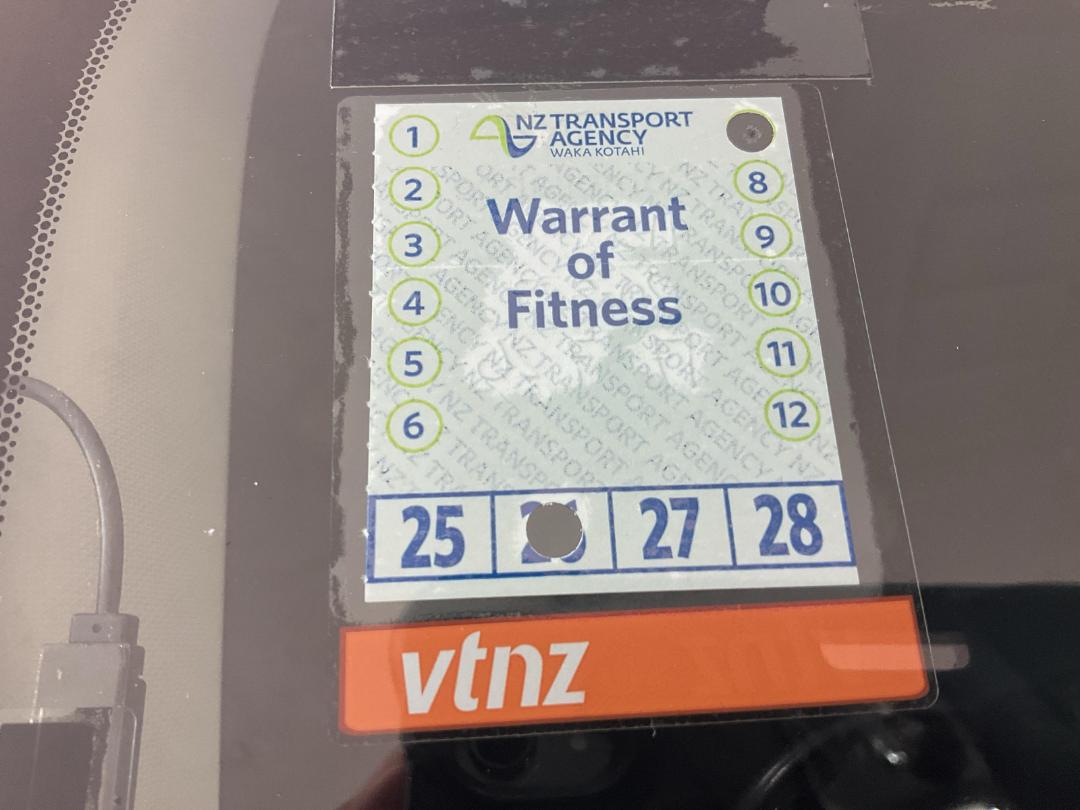 NZ TRANSPORT
AGENCY
WAKA KOTAHI
Warrant
of
Fitness
1
2
3
4
5
6
8
9
10
11
12
25
27
28
vtnz